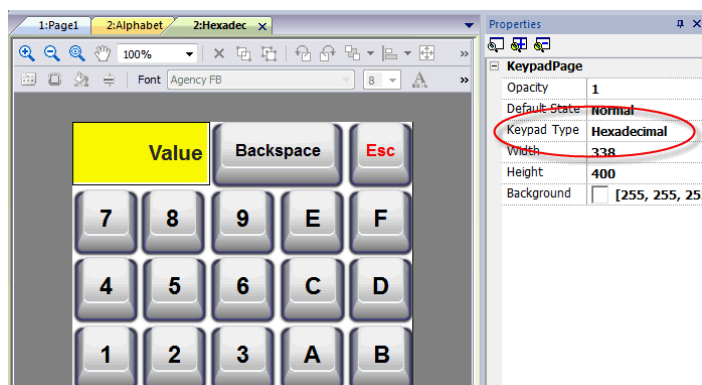 1:Page1 2:Alphabet 2:Hexadec x
Properties
100%
Font Agency FB 8 A
KeypadPage
Opacity 1
Default State Normal
Keypad Type Hexadecimal
Width 338
Height 400
Background [255, 255, 25
Value Backspace Esc
7 8 9 E F
4 5 6 C D
1 2 3 A B